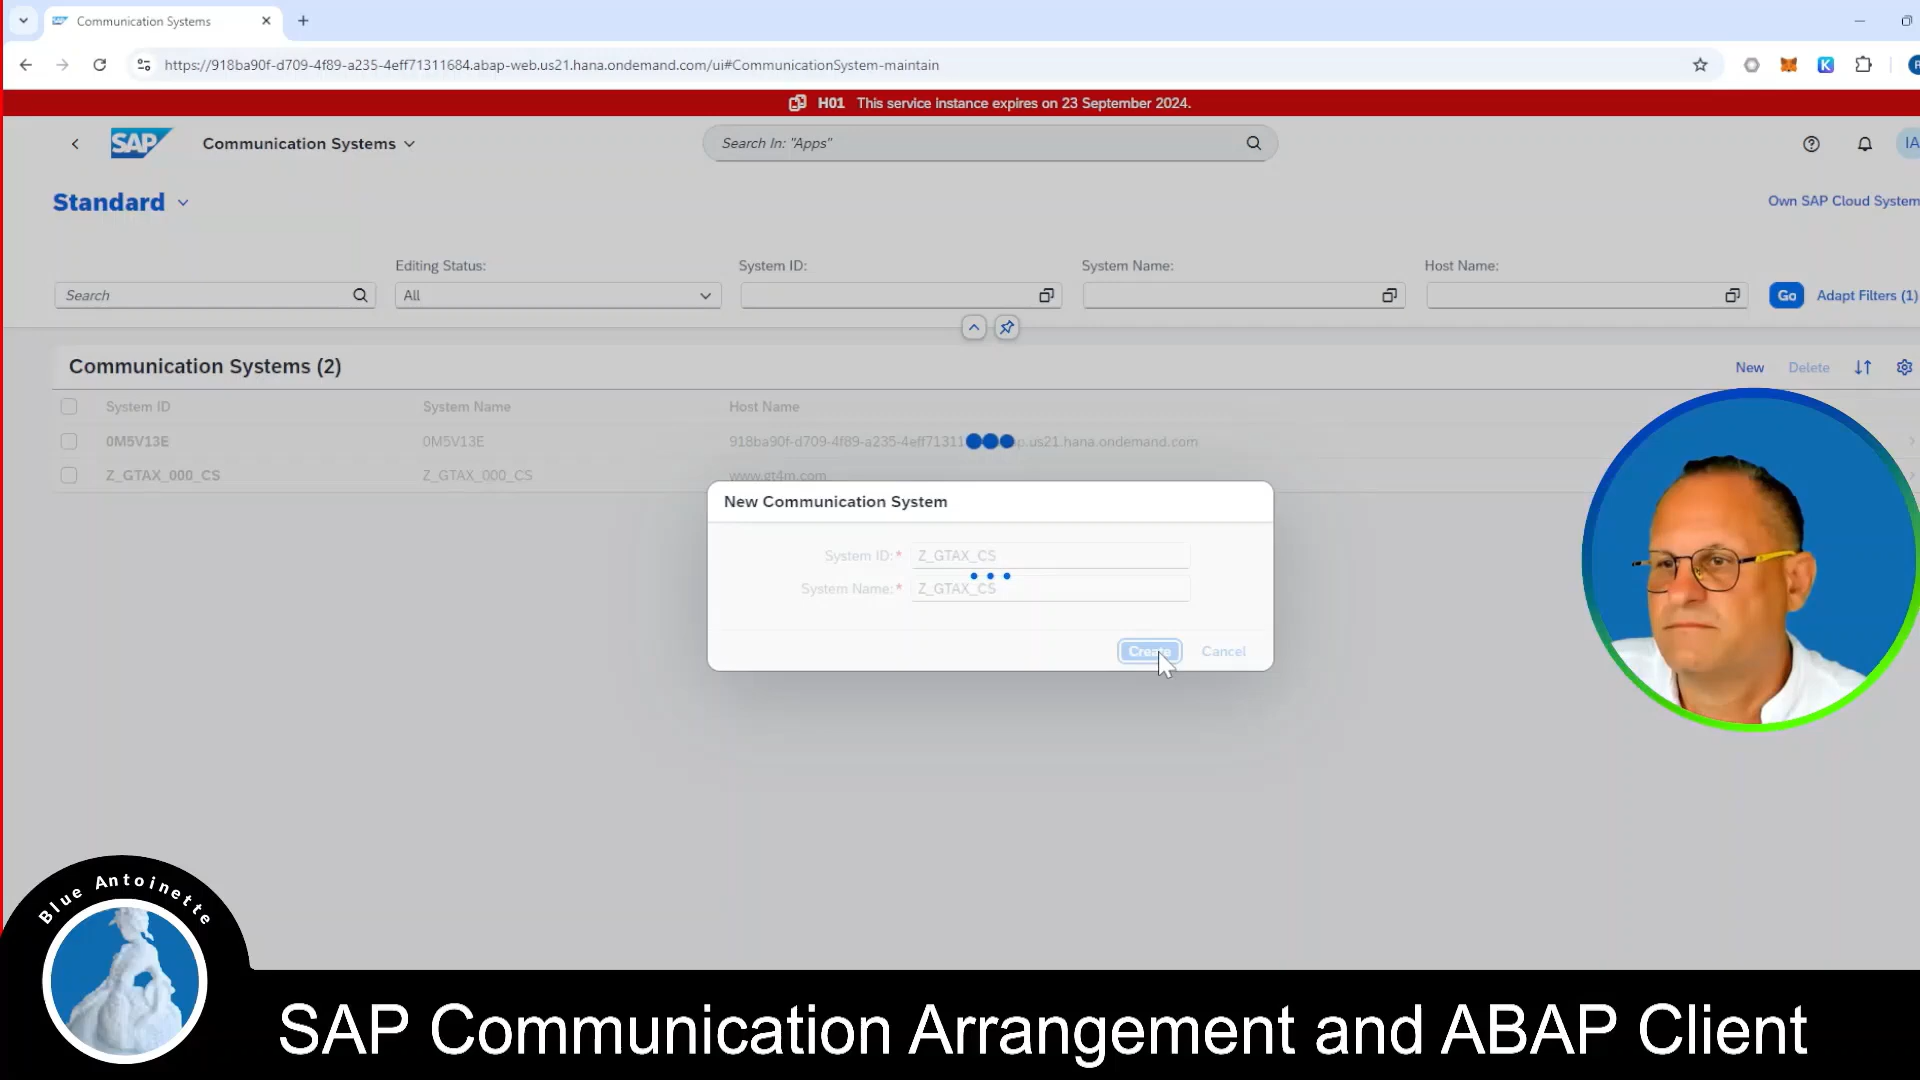 Communication Systems
https://918ba90f-d709-4f89-a235-4eff71311684.abap-web.us21.hana.ondemand.com/ui#CommunicationSystem-maintain
H01 This service instance expires on 23 September 2024.
SAP Communication Systems
Search In: "Apps"
IA
Standard
Own SAP Cloud System
Editing Status:
System ID:
System Name:
Host Name:
Search
All
Go
Adapt Filters (1)
Communication Systems (2)
New Delete
System ID System Name Host Name
0M5V13E 0M5V13E 918ba90f-d709-4f89-a235-4eff71311 p.us21.hana.ondemand.com
Z_GTAX_000_CS Z_GTAX_000_CS www.gt4m.com
New Communication System
System ID:* Z_GTAX_CS
System Name:* Z_GTAX_CS
Create Cancel
Blue Antoinette
SAP Communication Arrangement and ABAP Client